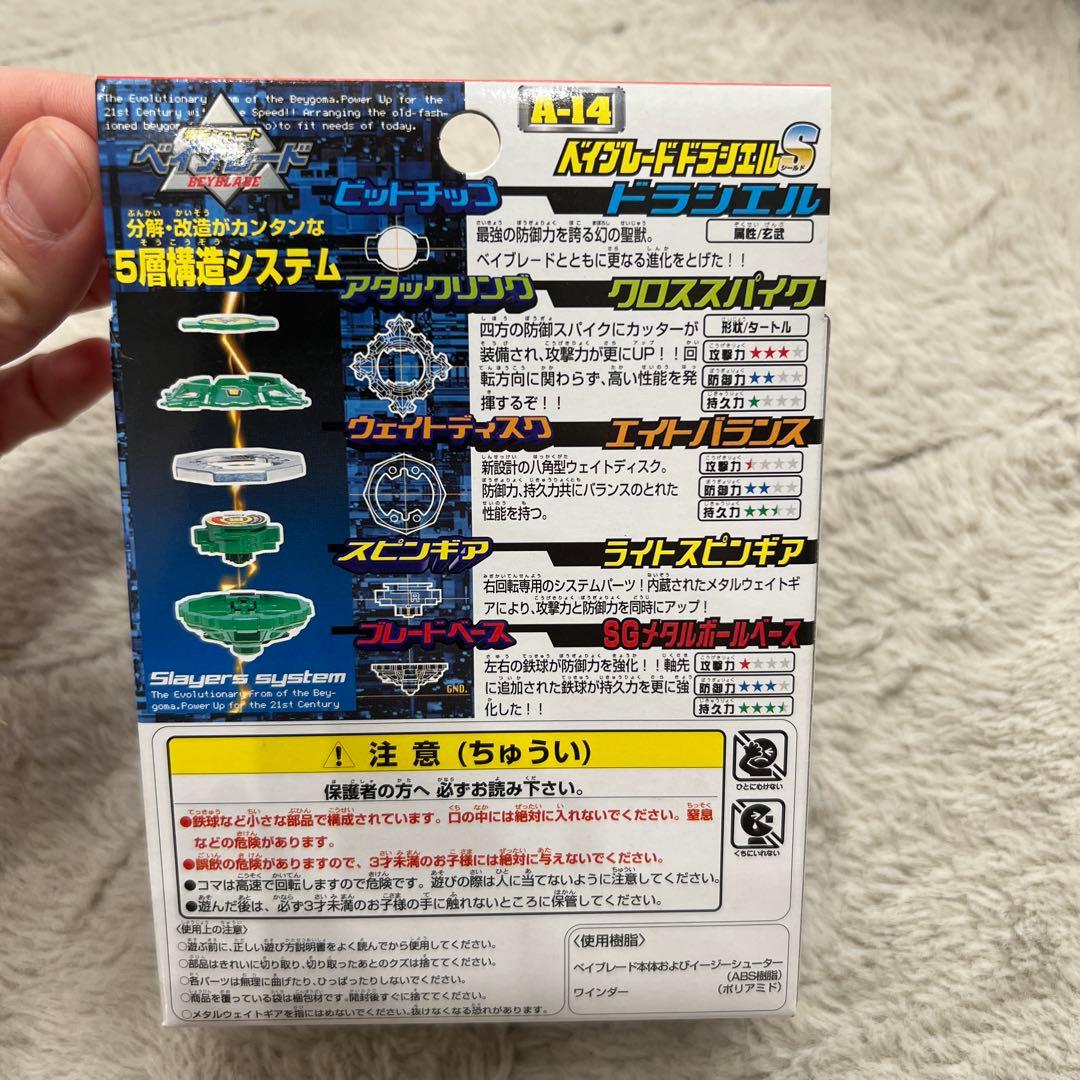 The Evolutionary From of the Beygoma.Power Up for the
21st Century wit e Speed!! Arranging the old-fash-
ioned beygom o)to fit needs of today.
爆転シュート
ベイブレード
BEYBLADE
分解・改造がカンタンな
5層構造システム
Slayers system
The Evolutionary From of the Bey-
goma.Power Up for the 21st Century
A-14
ベイブレードドラシエルS
シールド
ビットチップ
ドラシエル
最強の防御力を誇る幻の聖獣。
ベイブレードとともに更なる進化をとげた!!
属性/玄武
アタックリング
クロススパイク
四方の防御スパイクにカッターが
装備され、攻撃力が更にUP!!回
転方向に関わらず、高い性能を発
揮するぞ!!
形状/タートル
攻撃力★★★★
防御力★★★★
持久力★★★★
ウェイトディスク
エイトバランス
新設計の八角型ウェイトディスク。
防御力、持久力共にバランスのとれた
性能を持つ。
攻撃力★★★★
防御力★★★★
持久力★★★★
スピンギア
ライトスピンギア
右回転専用のシステムパーツ!内蔵されたメタルウェイトギ
アにより、攻撃力と防御力を同時にアップ!
R
ブレードベース
SGメタルボールベース
左右の鉄球が防御力を強化!!軸先
に追加された鉄球が持久力を更に強
化した!!
GND.
攻撃力★★★★
防御力★★★★
持久力★★★★
注意(ちゅうい)
保護者の方へ 必ずお読み下さい。
●鉄球など小さな部品で構成されています。口の中には絶対に入れないでください。窒息
などの危険があります。
●誤飲の危険がありますので、3才未満のお子様には絶対に与えないでください。
●コマは高速で回転しますので危険です。遊びの際は人に当てないように注意してください。
●遊んだ後は、必ず3才未満のお子様の手に触れないところに保管してください。
ひとにむけない
くちにいれない
〈使用上の注意〉
○遊ぶ前に、正しい遊び方説明書をよく読んでから使用してください。
○部品はきれいに切り取り、切り取ったあとのクズは捨ててください。
○各パーツは無理に曲げたり、ひっぱったりしないでください。
○商品を覆っている袋は梱包材です。開封後すぐに捨ててください。
○メタルウェイトギアを指にはめないでください。抜けなくなる恐れがあります。
〈使用樹脂〉
ベイブレード本体およびイージーシューター
(ABS樹脂)
ワインダー (ポリアミド)